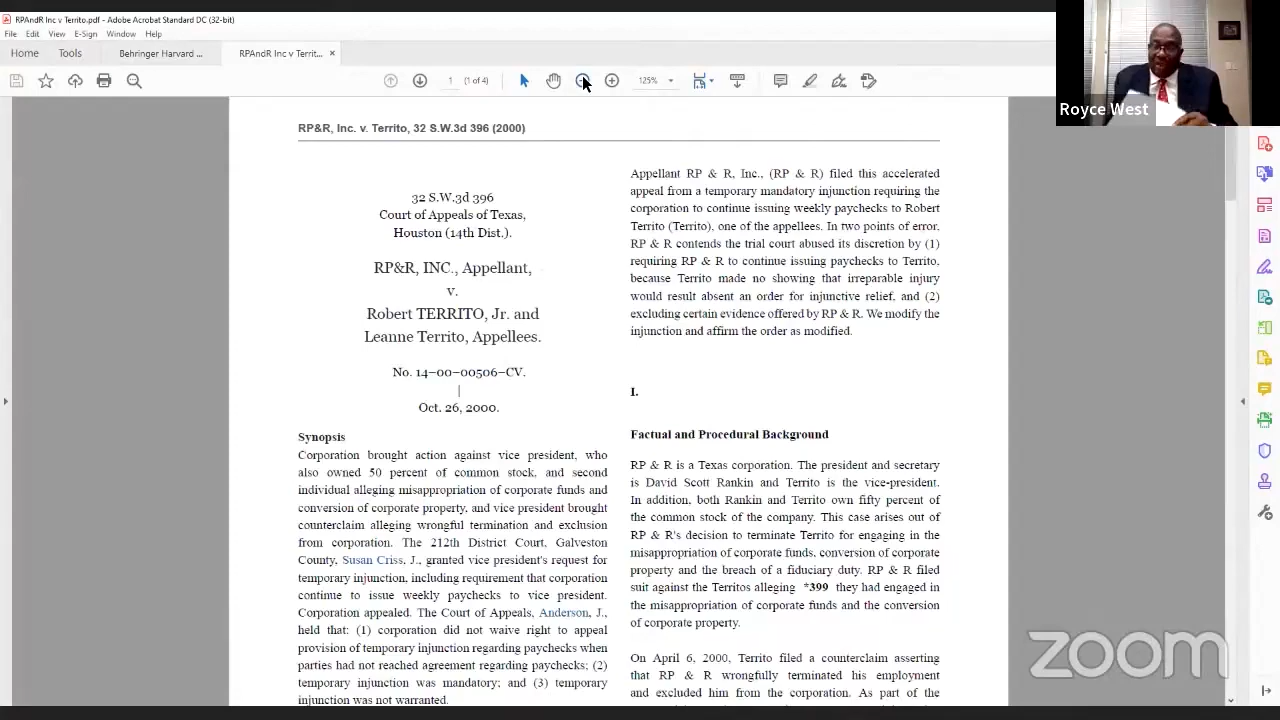 RPAndR Inc v Territo.pdf - Adobe Acrobat Standard DC (32-bit)
File Edit View E-Sign Window Help
Home Tools Behringer Harvard ... RPAndR Inc v Territ... ×
1 (1 of 4) 125%
Royce West
RP&R, Inc. v. Territo, 32 S.W.3d 396 (2000)
32 S.W.3d 396
Court of Appeals of Texas,
Houston (14th Dist.).
RP&R, INC., Appellant,
v.
Robert TERRITO, Jr. and
Leanne Territo, Appellees.
No. 14–00–00506–CV.
|
Oct. 26, 2000.
Synopsis
Corporation brought action against vice president, who
also owned 50 percent of common stock, and second
individual alleging misappropriation of corporate funds and
conversion of corporate property, and vice president brought
counterclaim alleging wrongful termination and exclusion
from corporation. The 212th District Court, Galveston
County, Susan Criss, J., granted vice president's request for
temporary injunction, including requirement that corporation
continue to issue weekly paychecks to vice president.
Corporation appealed. The Court of Appeals, Anderson, J.,
held that: (1) corporation did not waive right to appeal
provision of temporary injunction regarding paychecks when
parties had not reached agreement regarding paychecks; (2)
temporary injunction was mandatory; and (3) temporary
injunction was not warranted.
Appellant RP & R, Inc., (RP & R) filed this accelerated
appeal from a temporary mandatory injunction requiring the
corporation to continue issuing weekly paychecks to Robert
Territo (Territo), one of the appellees. In two points of error,
RP & R contends the trial court abused its discretion by (1)
requiring RP & R to continue issuing paychecks to Territo,
because Territo made no showing that irreparable injury
would result absent an order for injunctive relief, and (2)
excluding certain evidence offered by RP & R. We modify the
injunction and affirm the order as modified.
I.
Factual and Procedural Background
RP & R is a Texas corporation. The president and secretary
is David Scott Rankin and Territo is the vice-president.
In addition, both Rankin and Territo own fifty percent of
the common stock of the company. This case arises out of
RP & R's decision to terminate Territo for engaging in the
misappropriation of corporate funds, conversion of corporate
property and the breach of a fiduciary duty. RP & R filed
suit against the Territos alleging *399 they had engaged in
the misappropriation of corporate funds and the conversion
of corporate property.
On April 6, 2000, Territo filed a counterclaim asserting
that RP & R wrongfully terminated his employment
and excluded him from the corporation. As part of the
zoom